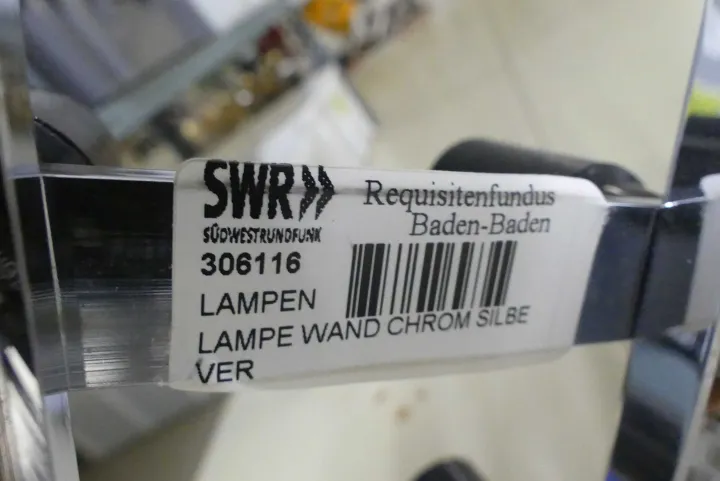 SWR» Requisitenfundus
SÜDWESTRUNDFUNK Baden-Baden
306116
LAMPEN
LAMPE WAND CHROM SILBE
VER